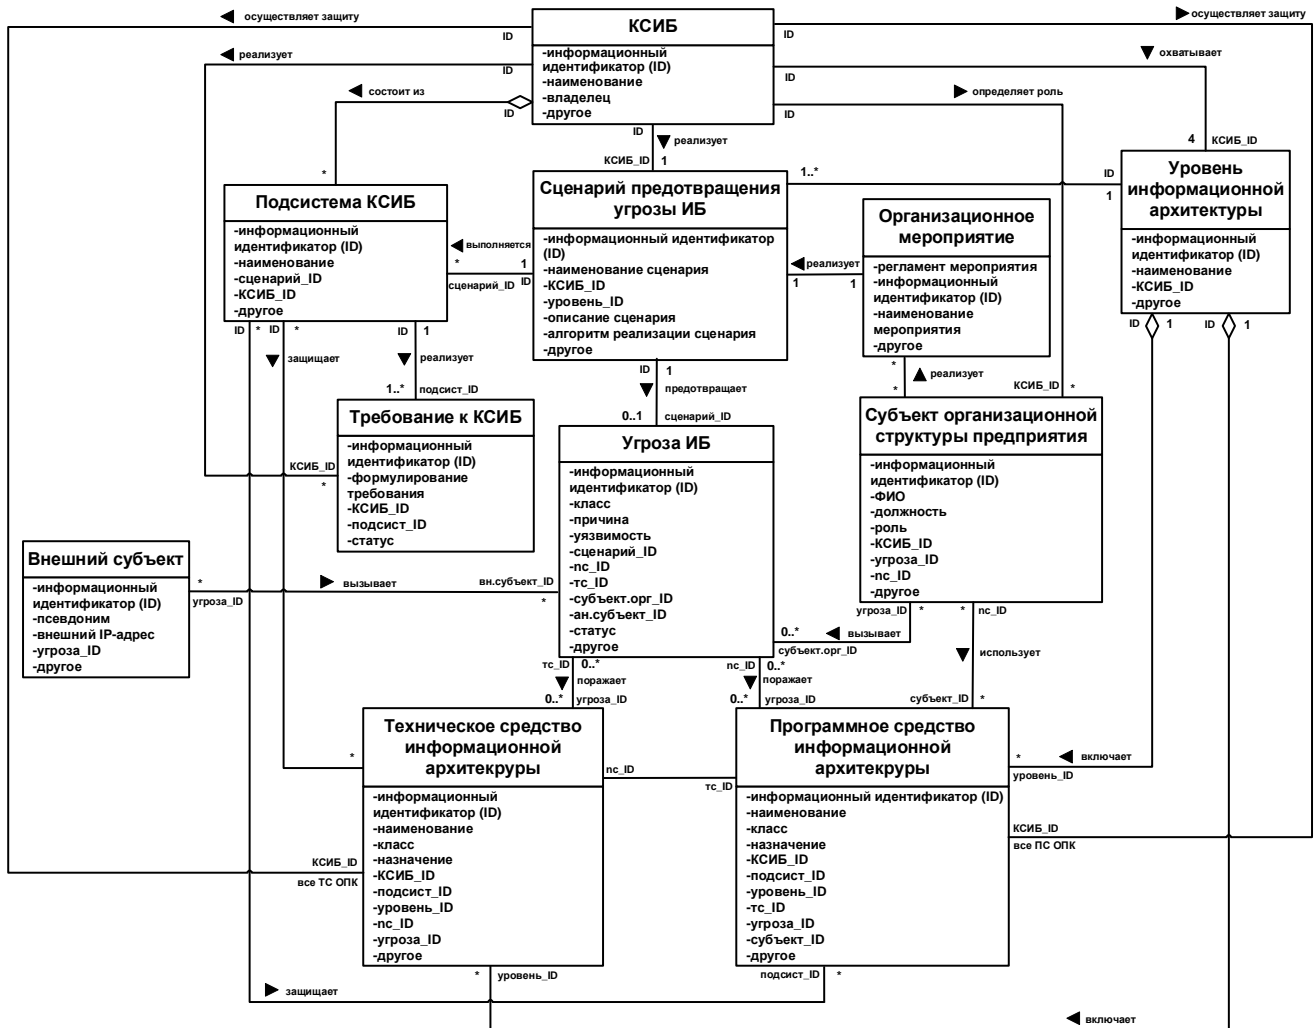 осуществляет защиту
ID
КСИБ
-информационный
идентификатор (ID)
-наименование
-владелец
-другое
осуществляет защиту
ID
реализует
ID
охватывает
ID
состоит из
ID
определяет роль
ID
ID
реализует
КСИБ_ID
1
4
КСИБ_ID
*
Подсистема КСИБ
-информационный
идентификатор (ID)
-наименование
-сценарий_ID
-КСИБ_ID
-другое
Сценарий предотвращения
угрозы ИБ
-информационный идентификатор
(ID)
-наименование сценария
-КСИБ_ID
-уровень_ID
-описание сценария
-алгоритм реализации сценария
-другое
1..*
ID
1
Уровень
информационной
архитектуры
-информационный
идентификатор (ID)
-наименование
-КСИБ_ID
-другое
Организационное
мероприятие
-регламент мероприятия
-информационный
идентификатор (ID)
-наименование
мероприятия
-другое
выполняется
*
1
сценарий_ID
ID
реализует
1
1
ID
*
ID
*
ID
1
защищает
реализует
1..*
подсист_ID
ID
1
предотвращает
0..1
сценарий_ID
*
реализует
*
КСИБ_ID
*
ID
1
ID
1
Требование к КСИБ
-информационный
идентификатор (ID)
-формулирование
требования
-КСИБ_ID
-подсист_ID
-статус
КСИБ_ID
*
Угроза ИБ
-информационный
идентификатор (ID)
-класс
-причина
-уязвимость
-сценарий_ID
-пс_ID
-тс_ID
-субъект.орг_ID
-ан.субъект_ID
-статус
-другое
Субъект организационной
структуры предприятия
-информационный
идентификатор (ID)
-ФИО
-должность
-роль
-КСИБ_ID
-угроза_ID
-пс_ID
-другое
Внешний субъект
-информационный
идентификатор (ID)
-псевдоним
-внешний IP-адрес
-угроза_ID
-другое
*
угроза_ID
вызывает
вн.субъект_ID
*
угроза_ID
*
*
пс_ID
0..*
вызывает
субъект.орг_ID
использует
субъект_ID
*
тс_ID
0..*
поражает
0..*
угроза_ID
пс_ID
0..*
поражает
0..*
угроза_ID
Техническое средство
информационной
архитекруры
-информационный
идентификатор (ID)
-наименование
-класс
-назначение
-КСИБ_ID
-подсист_ID
-уровень_ID
-пс_ID
-угроза_ID
-другое
*
пс_ID
тс_ID
Программное средство
информационной
архитекруры
-информационный идентификатор (ID)
-наименование
-класс
-назначение
-КСИБ_ID
-подсист_ID
-уровень_ID
-тс_ID
-угроза_ID
-субъект_ID
-другое
*
включает
уровень_ID
КСИБ_ID
все ПС ОПК
КСИБ_ID
все ТС ОПК
*
уровень_ID
подсист_ID
*
защищает
включает